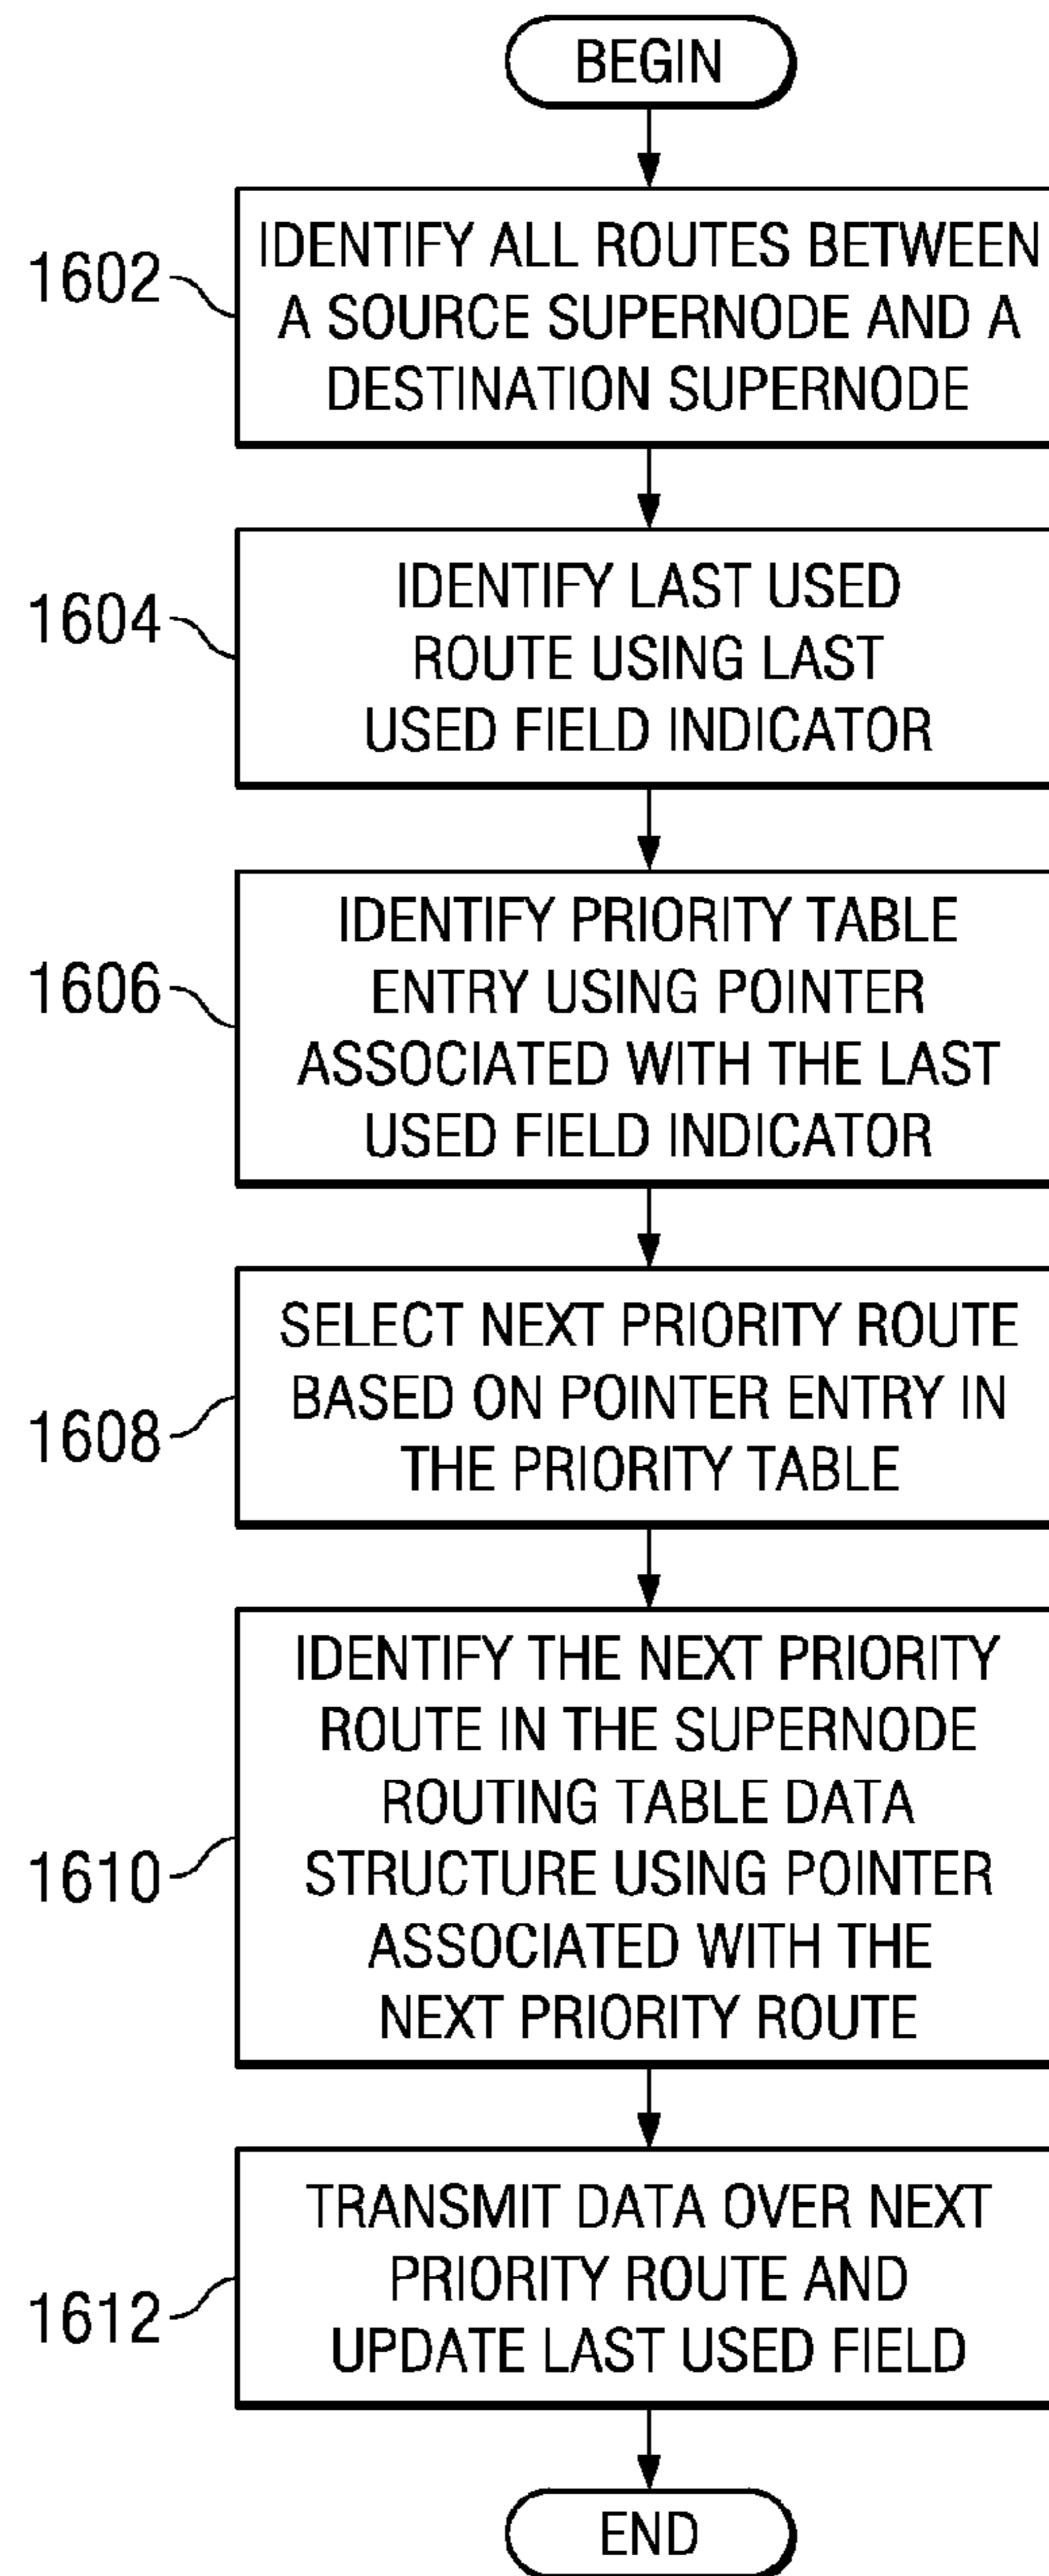 BEGIN
1602
IDENTIFY ALL ROUTES BETWEEN
A SOURCE SUPERNODE AND A
DESTINATION SUPERNODE
1604
IDENTIFY LAST USED
ROUTE USING LAST
USED FIELD INDICATOR
1606
IDENTIFY PRIORITY TABLE
ENTRY USING POINTER
ASSOCIATED WITH THE LAST
USED FIELD INDICATOR
1608
SELECT NEXT PRIORITY ROUTE
BASED ON POINTER ENTRY IN
THE PRIORITY TABLE
1610
IDENTIFY THE NEXT PRIORITY
ROUTE IN THE SUPERNODE
ROUTING TABLE DATA
STRUCTURE USING POINTER
ASSOCIATED WITH THE
NEXT PRIORITY ROUTE
1612
TRANSMIT DATA OVER NEXT
PRIORITY ROUTE AND
UPDATE LAST USED FIELD
END